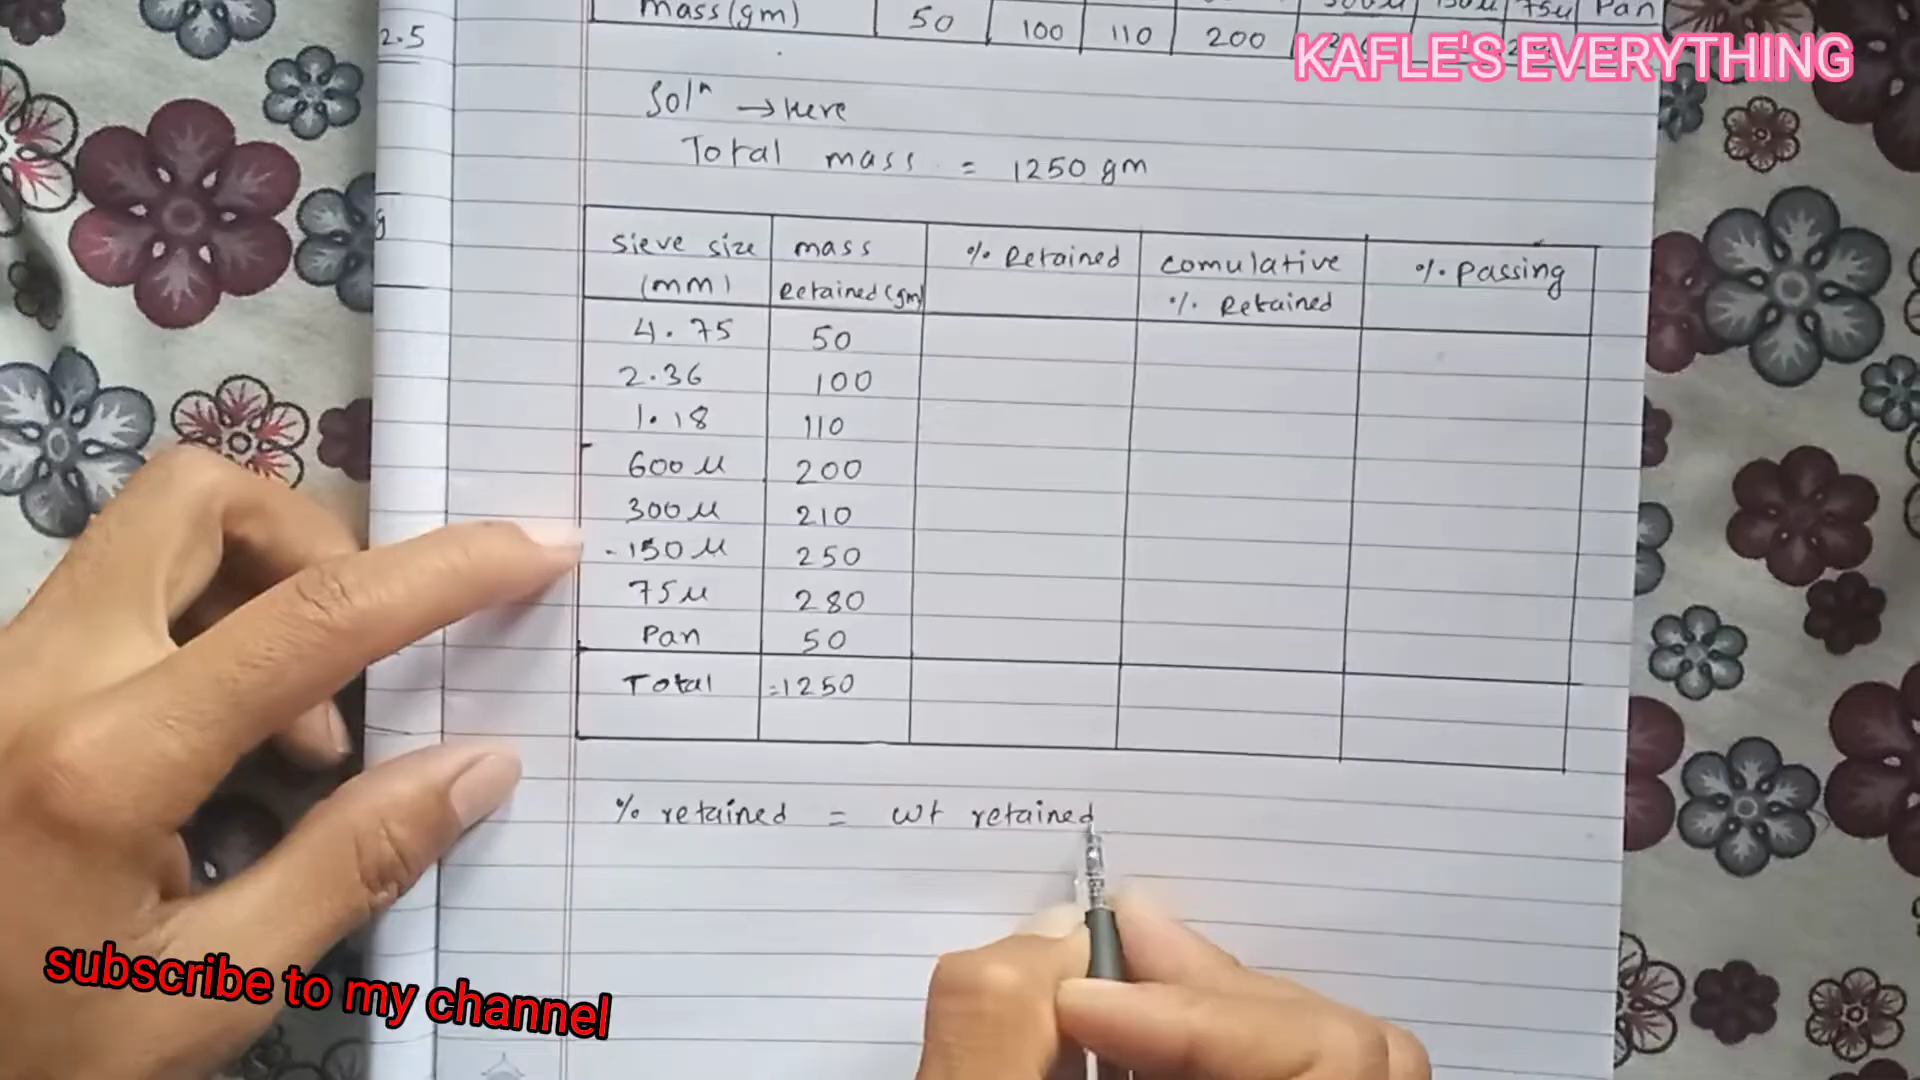 mass(gm) 50 100 110 200
2.5
KAFLE'S EVERYTHING
Solⁿ → Here
Total mass = 1250 gm
sieve size (mm) mass Retained(gm) % Retained comulative % Retained % Passing
4.75 50
2.36 100
1.18 110
600 μ 200
300 μ 210
150 μ 250
75 μ 280
Pan 50
Total =1250
% retained = wt retained
subscribe to my channel